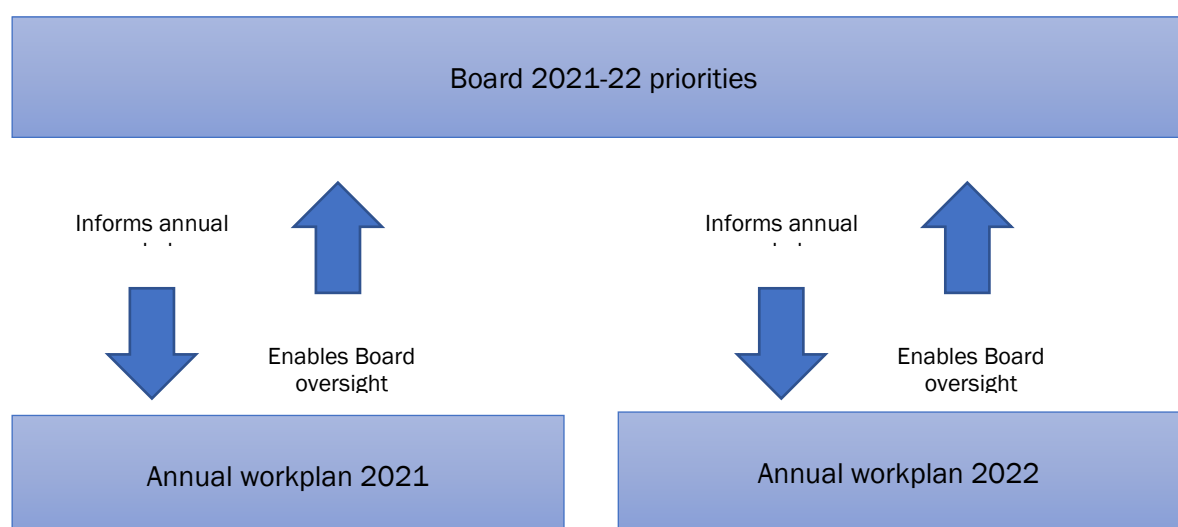 Board 2021-22 priorities
Informs annual
Informs annual
Enables Board
oversight
Enables Board
oversight
Annual workplan 2021
Annual workplan 2022